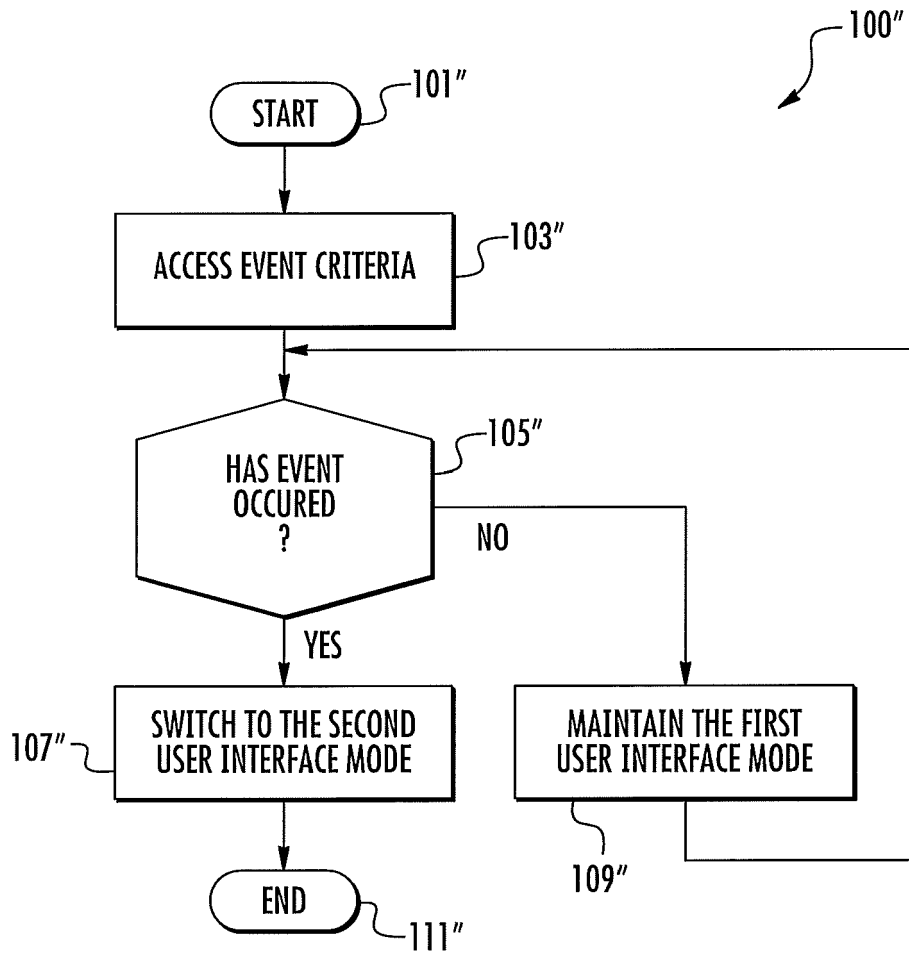 100"
101"
START
ACCESS EVENT CRITERIA
103"
105"
HAS EVENT
OCCURED
?
NO
YES
107"
SWITCH TO THE SECOND
USER INTERFACE MODE
MAINTAIN THE FIRST
USER INTERFACE MODE
109"
END
111"